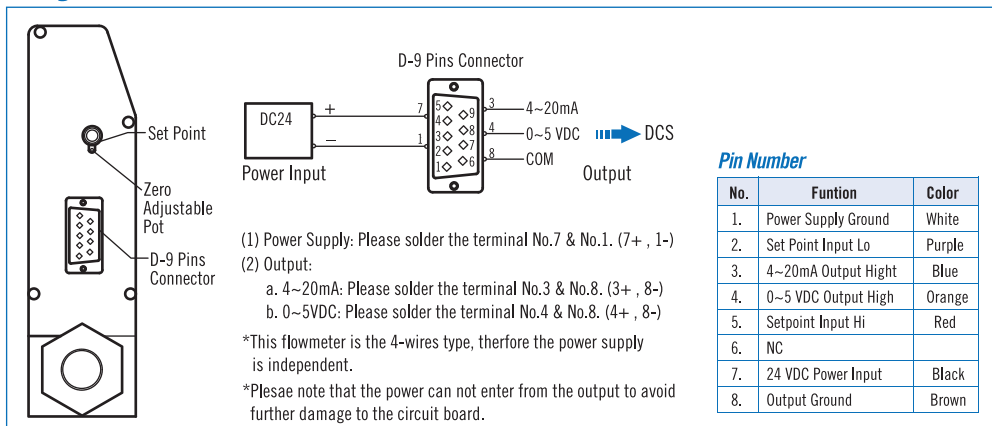 D-9 Pins Connector
DC24
+
−
7
1
5
4
3
2
1
9
8
7
6
3
4
8
4~20mA
0~5 VDC
COM
DCS
Power Input
Output
Set Point
Zero
Adjustable
Pot
D-9 Pins
Connector
(1) Power Supply: Please solder the terminal No.7 & No.1. (7+ , 1-)
(2) Output:
a. 4~20mA: Please solder the terminal No.3 & No.8. (3+ , 8-)
b. 0~5VDC: Please solder the terminal No.4 & No.8. (4+ , 8-)
*This flowmeter is the 4-wires type, therfore the power supply
is independent.
*Plesae note that the power can not enter from the output to avoid
further damage to the circuit board.
Pin Number
No. Funtion Color
1. Power Supply Ground White
2. Set Point Input Lo Purple
3. 4~20mA Output Hight Blue
4. 0~5 VDC Output High Orange
5. Setpoint Input Hi Red
6. NC
7. 24 VDC Power Input Black
8. Output Ground Brown